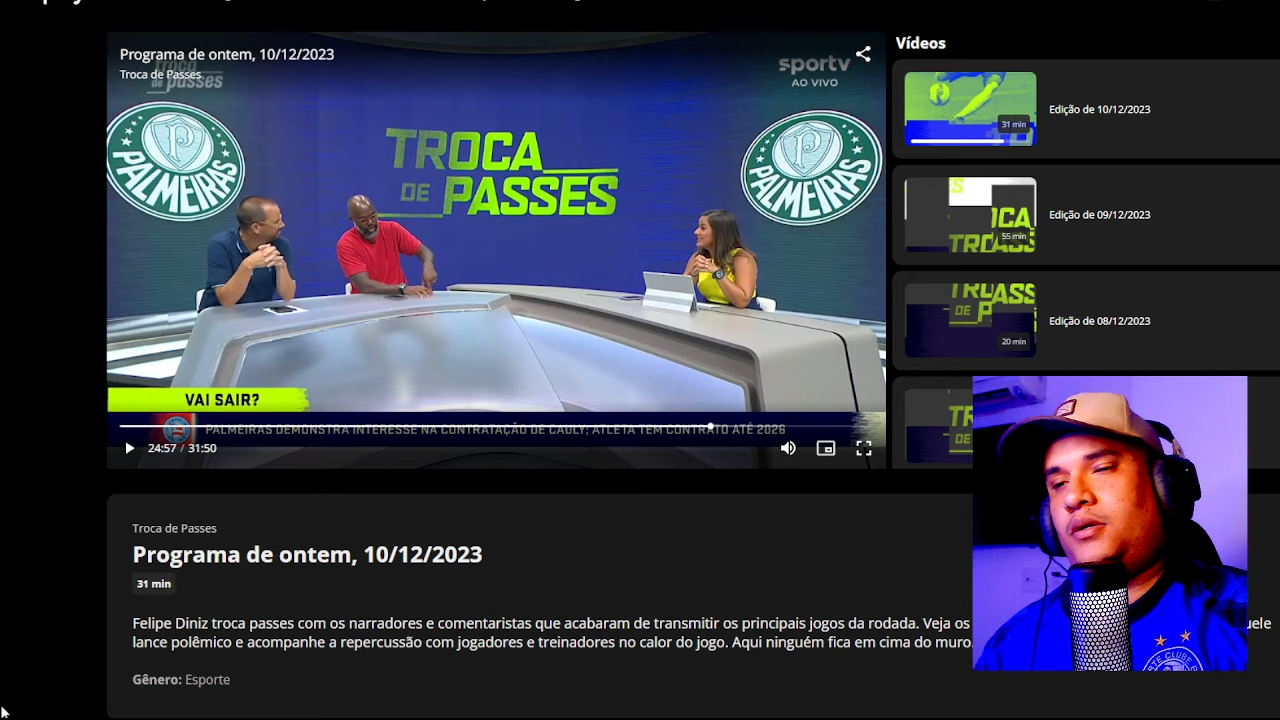 Programa de ontem, 10/12/2023
Troca de Passes
sportv
AO VIVO
PALMEIRAS
TROCA
DE PASSES
PALMEIRAS
VAI SAIR?
PALMEIRAS DEMONSTRA INTERESSE NA CONTRATAÇÃO DE CAULY; ATLETA TEM CONTRATO ATÉ 2026
24:57 / 31:50
Vídeos
31 min
Edição de 10/12/2023
55 min
Edição de 09/12/2023
20 min
Edição de 08/12/2023
Troca de Passes
Programa de ontem, 10/12/2023
31 min
Felipe Diniz troca passes com os narradores e comentaristas que acabaram de transmitir os principais jogos da rodada. Veja os
lance polêmico e acompanhe a repercussão com jogadores e treinadores no calor do jogo. Aqui ninguém fica em cima do muro
Gênero: Esporte